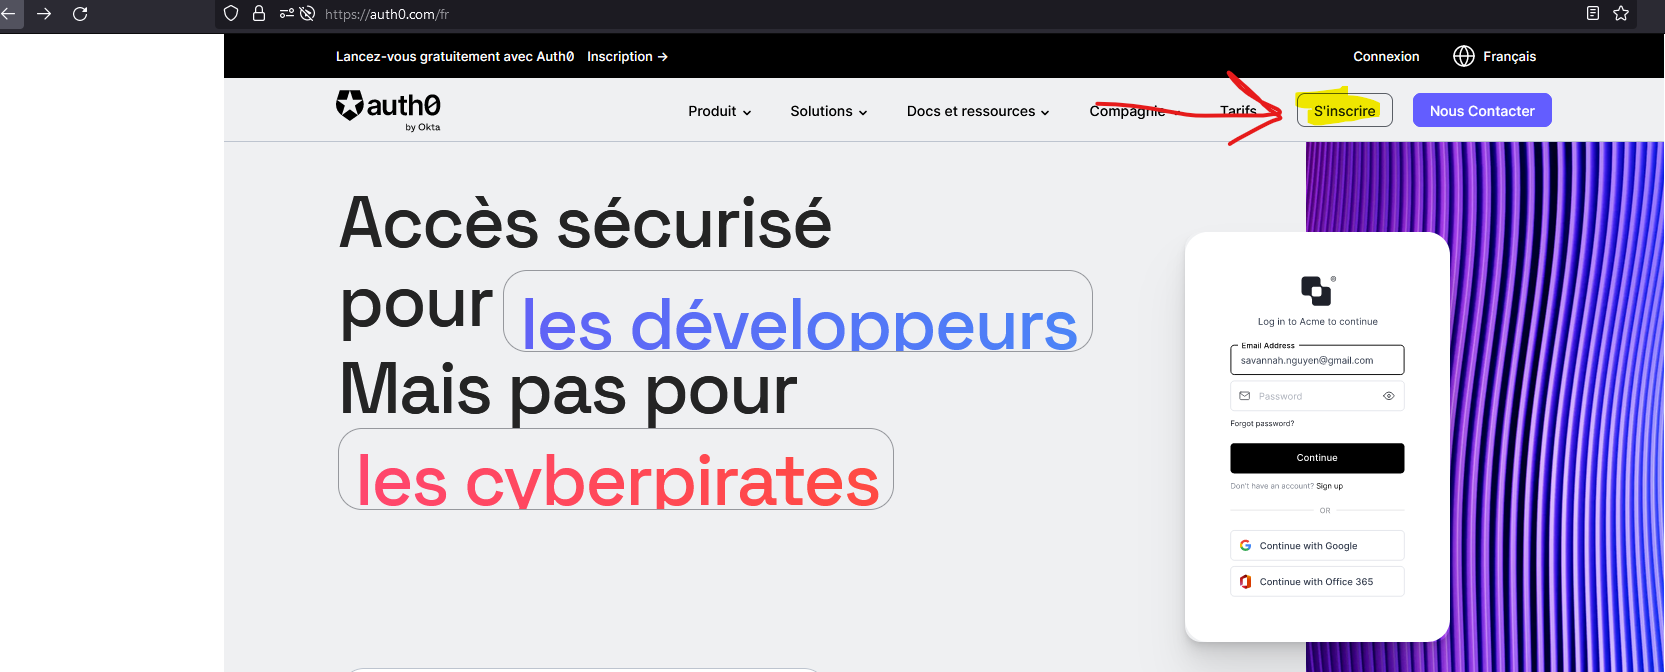 https://auth0.com/fr
Lancez-vous gratuitement avec Auth0 Inscription →
Connexion Français
auth0
by Okta
Produit Solutions Docs et ressources Compagnie Tarifs S'inscrire Nous Contacter
Accès sécurisé
pour les développeurs
Mais pas pour
les cyberpirates
®
Log in to Acme to continue
Email Address
savannah.nguyen@gmail.com
Password
Forgot password?
Continue
Don't have an account? Sign up
OR
Continue with Google
Continue with Office 365